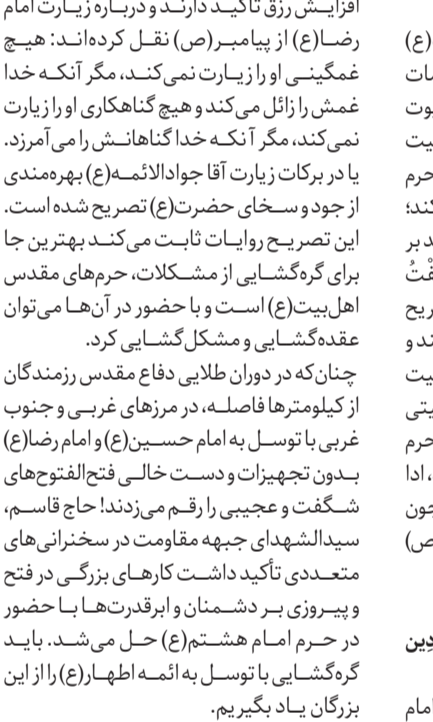 افزایش رزق تأکید دارند و درباره زیارت امام
رضا(ع) از پیامبر(ص) نقل کرده‌اند: هیچ
غمگینی او را زیارت نمی‌کند، مگر آنکه خدا
غمش را زائل می‌کند و هیچ گناهکاری او را زیارت
نمی‌کند، مگر آنکه خدا گناهانش را می‌آمرزد.
یا در برکات زیارت آقا جوادالائمه(ع) بهره‌مندی
از جود و سخای حضرت(ع) تصریح شده است.
این تصریح روایات ثابت می‌کند بهترین جا
برای گره‌گشایی از مشکلات، حرم‌های مقدس
اهل‌بیت(ع) است و با حضور در آن‌ها می‌توان
عقده‌گشایی و مشکل‌گشایی کرد.
چنان‌که در دوران طلایی دفاع مقدس رزمندگان
از کیلومترها فاصله، در مرزهای غربی و جنوب
غربی با توسل به امام حسین(ع) و امام رضا(ع)
بدون تجهیزات و دست خالی فتح‌الفتوح‌های
شگفت و عجیبی را رقم می‌زدند! حاج قاسم،
سیدالشهدای جبهه مقاومت در سخنرانی‌های
متعددی تأکید داشت کارهای بزرگی در فتح
و پیروزی بر دشمنان و ابرقدرت‌ها با حضور
در حرم امام هشتم(ع) حل می‌شد. باید
گره‌گشایی با توسل به ائمه اطهار(ع) را از این
بزرگان یاد بگیریم.
(ع)
حرم
حرم
، ادا
امام